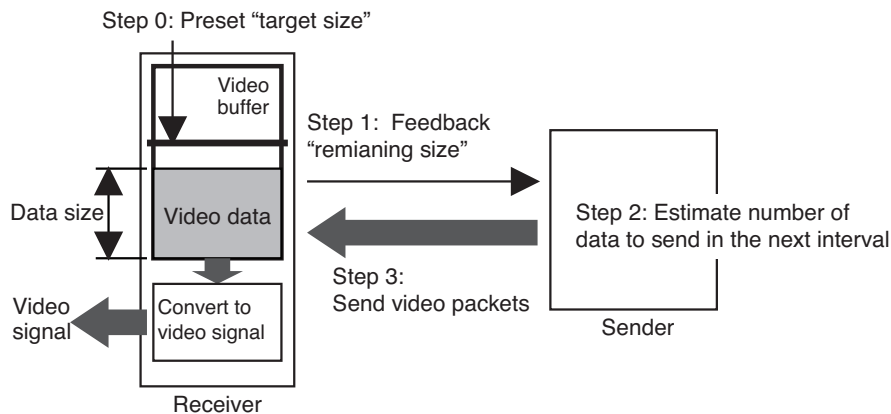 Step 0: Preset “target size”
Video
buffer
Step 1: Feedback
“remianing size”
Data size
Video data
Step 2: Estimate number of
data to send in the next interval
Step 3:
Send video packets
Video
signal
Convert to
video signal
Sender
Receiver